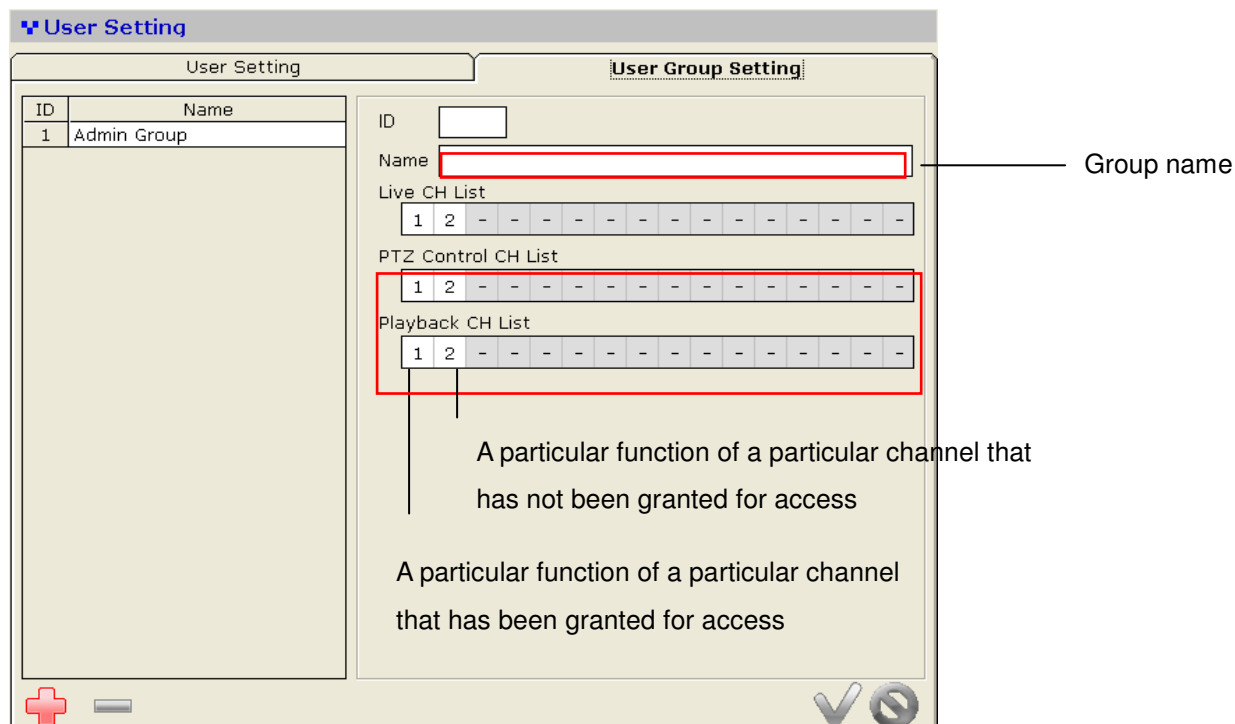 User Setting
User Setting User Group Setting
ID Name
1 Admin Group
ID
Name
Group name
Live CH List
1 2 - - - - - - - - - - - - - -
PTZ Control CH List
1 2 - - - - - - - - - - - - - -
Playback CH List
1 2 - - - - - - - - - - - - - -
A particular function of a particular channel that
has not been granted for access
A particular function of a particular channel
that has been granted for access